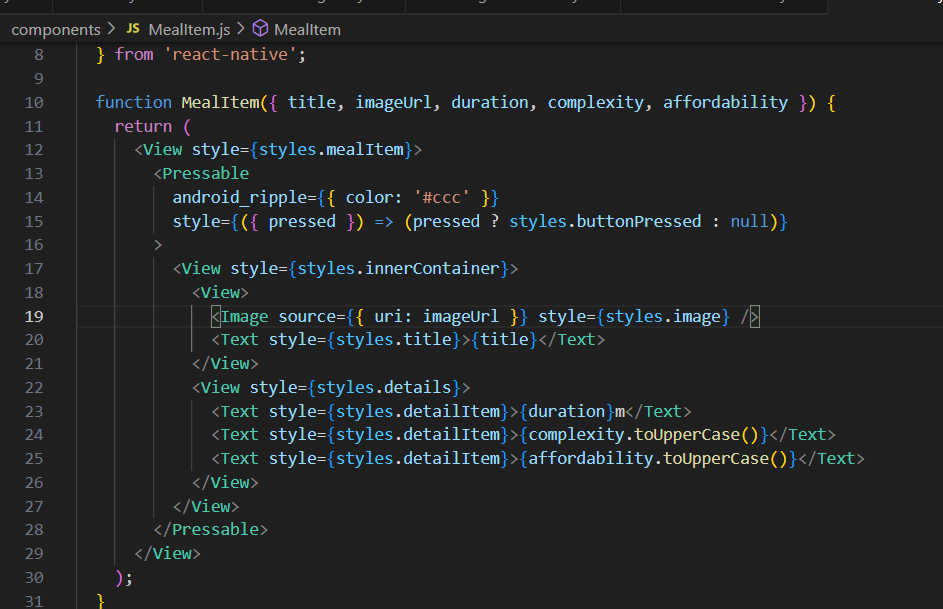 components > JS MealItem.js > MealItem
8 } from 'react-native';
9
10 function MealItem({ title, imageUrl, duration, complexity, affordability }) {
11 return (
12 <View style={styles.mealItem}>
13 <Pressable
14 android_ripple={{ color: '#ccc' }}
15 style={({ pressed }) => (pressed ? styles.buttonPressed : null)}
16 >
17 <View style={styles.innerContainer}>
18 <View>
19 <Image source={{ uri: imageUrl }} style={styles.image} />
20 <Text style={styles.title}>{title}</Text>
21 </View>
22 <View style={styles.details}>
23 <Text style={styles.detailItem}>{duration}m</Text>
24 <Text style={styles.detailItem}>{complexity.toUpperCase()}</Text>
25 <Text style={styles.detailItem}>{affordability.toUpperCase()}</Text>
26 </View>
27 </View>
28 </Pressable>
29 </View>
30 );
31 }